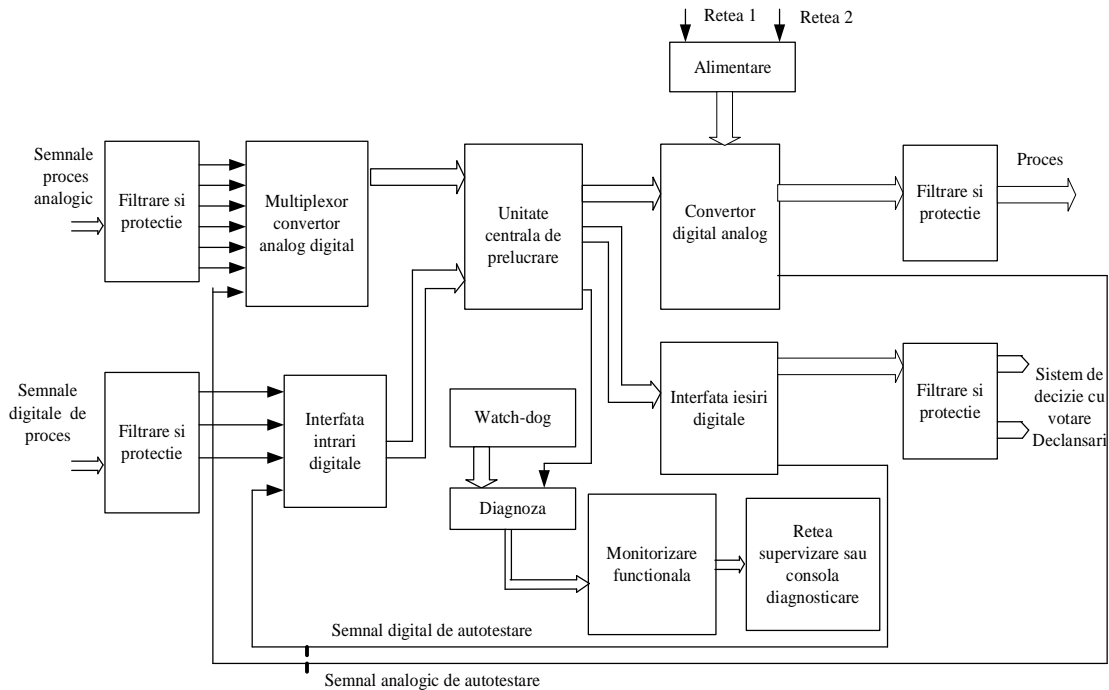 Retea 1
Retea 2
Alimentare
Semnale
proces
analogic
Filtrare si
protectie
Multiplexor
convertor
analog digital
Unitate
centrala de
prelucrare
Convertor
digital analog
Filtrare si
protectie
Proces
Semnale
digitale de
proces
Filtrare si
protectie
Interfata
intrari
digitale
Watch-dog
Interfata iesiri
digitale
Filtrare si
protectie
Sistem de
decizie cu
votare
Declansari
Diagnoza
Monitorizare
functionala
Retea
supervizare sau
consola
diagnosticare
Semnal digital de autotestare
Semnal analogic de autotestare